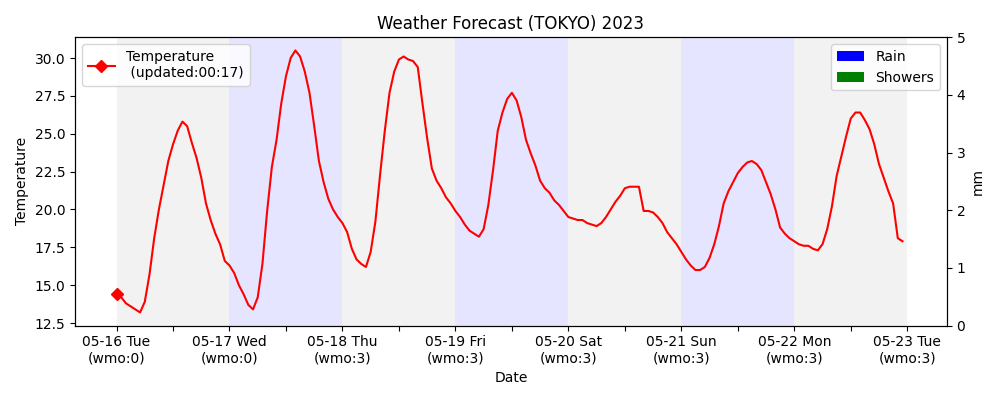 Weather Forecast (TOKYO) 2023
Temperature
(updated:00:17)
Rain
Showers
30.0
27.5
25.0
22.5
20.0
17.5
15.0
12.5
Temperature
5
4
3
2
1
0
mm
05-16 Tue
(wmo:0)
05-17 Wed
(wmo:0)
05-18 Thu
(wmo:3)
05-19 Fri
(wmo:3)
05-20 Sat
(wmo:3)
05-21 Sun
(wmo:3)
05-22 Mon
(wmo:3)
05-23 Tue
(wmo:3)
Date